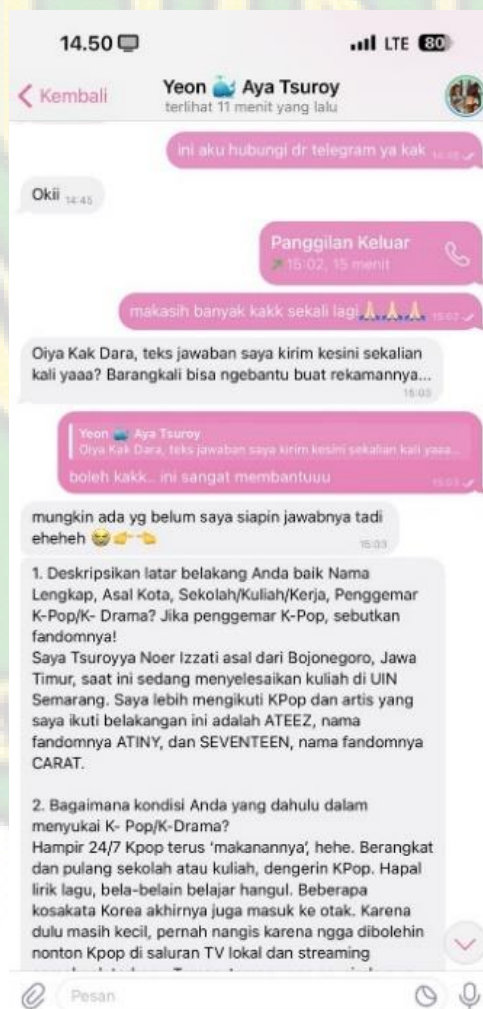 14.50
LTE 80
Kembali
Yeon 🐳 Aya Tsuroy
terlihat 11 menit yang lalu
ini aku hubungi dr telegram ya kak
Okii 14:45
Panggilan Keluar
15:02, 15 menit
makasih banyak kakk sekali lagi🙏🏻🙏🏻🙏🏻 15:03
Oiya Kak Dara, teks jawaban saya kirim kesini sekalian
kali yaaa? Barangkali bisa ngebantu buat rekamannya...
15:03
Yeon 🐳 Aya Tsuroy
Oiya Kak Dara, teks jawaban saya kirim kesini sekalian kali yaaa...
boleh kakk.. ini sangat membantuuu 15:03
mungkin ada yg belum saya siapin jawabnya tadi
eheheh 😭👉👈 15:03
1. Deskripsikan latar belakang Anda baik Nama
Lengkap, Asal Kota, Sekolah/Kuliah/Kerja, Penggemar
K-Pop/K- Drama? Jika penggemar K-Pop, sebutkan
fandomnya!
Saya Tsuroyya Noer Izzati asal dari Bojonegoro, Jawa
Timur, saat ini sedang menyelesaikan kuliah di UIN
Semarang. Saya lebih mengikuti KPop dan artis yang
saya ikuti belakangan ini adalah ATEEZ, nama
fandomnya ATINY, dan SEVENTEEN, nama fandomnya
CARAT.
2. Bagaimana kondisi Anda yang dahulu dalam
menyukai K- Pop/K-Drama?
Hampir 24/7 Kpop terus 'makanannya', hehe. Berangkat
dan pulang sekolah atau kuliah, dengerin KPop. Hapal
lirik lagu, bela-belain belajar hangul. Beberapa
kosakata Korea akhirnya juga masuk ke otak. Karena
dulu masih kecil, pernah nangis karena ngga dibolehin
nonton Kpop di saluran TV lokal dan streaming
Pesan